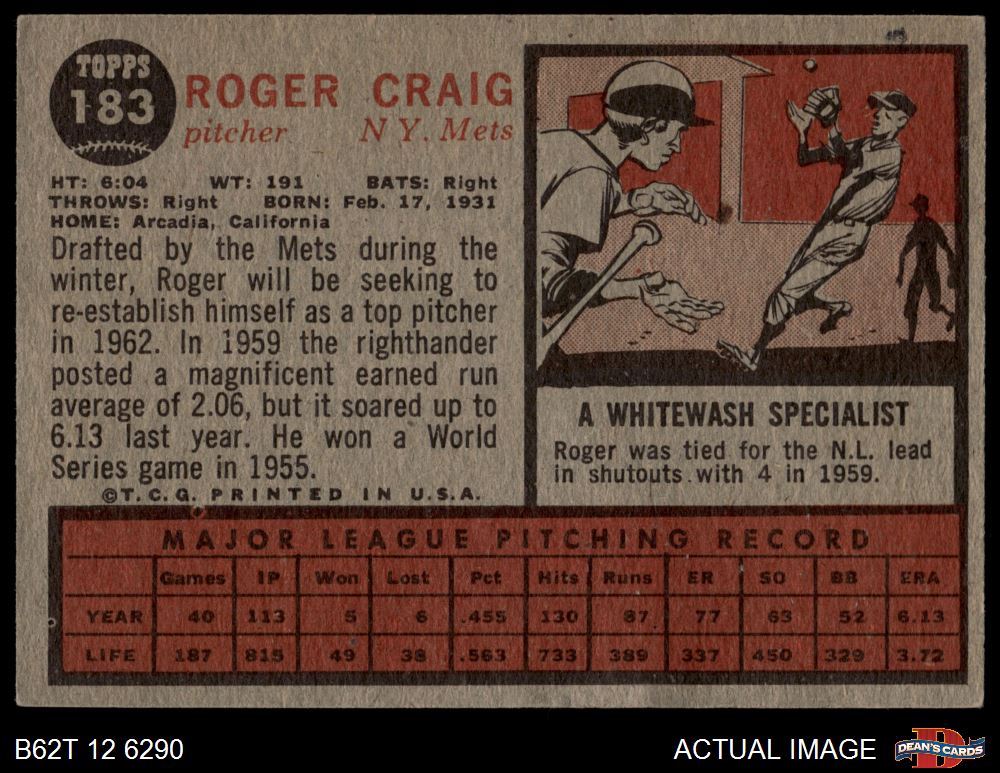 TOPPS
183
ROGER CRAIG
pitcher N Y. Mets
HT: 6:04 WT: 191 BATS: Right
THROWS: Right BORN: Feb. 17, 1931
HOME: Arcadia, California
Drafted by the Mets during the
winter, Roger will be seeking to
re-establish himself as a top pitcher
in 1962. In 1959 the righthander
posted a magnificent earned run
average of 2.06, but it soared up to
6.13 last year. He won a World
Series game in 1955.
©T.C.G. PRINTED IN U.S.A.
A WHITEWASH SPECIALIST
Roger was tied for the N.L. lead
in shutouts with 4 in 1959.
MAJOR LEAGUE PITCHING RECORD
Games IP Won Lost Pct Hits Runs ER SO BB ERA
YEAR 40 113 5 6 .455 130 87 77 63 52 6.13
LIFE 187 815 49 38 .563 733 389 337 450 329 3.72
B62T 12 6290
ACTUAL IMAGE
D
DEAN'S CARDS